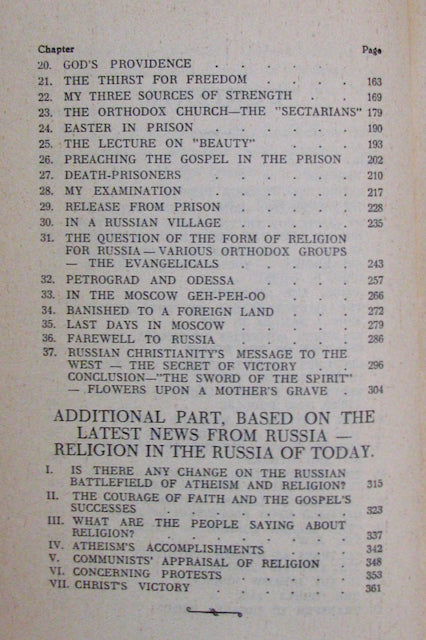 Chapter Page
20. GOD'S PROVIDENCE . . . . .
21. THE THIRST FOR FREEDOM . . . . 163
22. MY THREE SOURCES OF STRENGTH . . 169
23. THE ORTHODOX CHURCH—THE "SECTARIANS" 179
24. EASTER IN PRISON . . . . . 190
25. THE LECTURE ON "BEAUTY" . . . . 193
26. PREACHING THE GOSPEL IN THE PRISON 202
27. DEATH-PRISONERS . . . . . 210
28. MY EXAMINATION . . . . . 217
29. RELEASE FROM PRISON . . . . 228
30. IN A RUSSIAN VILLAGE . . . . 235
31. THE QUESTION OF THE FORM OF RELIGION
FOR RUSSIA — VARIOUS ORTHODOX GROUPS
— THE EVANGELICALS . . . . . 243
32. PETROGRAD AND ODESSA . . . . 257
33. IN THE MOSCOW GEH-PEH-OO . . . 266
34. BANISHED TO A FOREIGN LAND . . . 272
35. LAST DAYS IN MOSCOW . . . . 279
36. FAREWELL TO RUSSIA . . . . . 286
37. RUSSIAN CHRISTIANITY'S MESSAGE TO THE
WEST — THE SECRET OF VICTORY . . 296
CONCLUSION—"THE SWORD OF THE SPIRIT"
— FLOWERS UPON A MOTHER'S GRAVE . 304
ADDITIONAL PART, BASED ON THE
LATEST NEWS FROM RUSSIA —
RELIGION IN THE RUSSIA OF TODAY.
I. IS THERE ANY CHANGE ON THE RUSSIAN
BATTLEFIELD OF ATHEISM AND RELIGION? 315
II. THE COURAGE OF FAITH AND THE GOSPEL'S
SUCCESSES . . . . . . . 323
III. WHAT ARE THE PEOPLE SAYING ABOUT
RELIGION? . . . . . . . 337
IV. ATHEISM'S ACCOMPLISHMENTS . . . 342
V. COMMUNISTS' APPRAISAL OF RELIGION . 348
VI. CONCERNING PROTESTS . . . . 353
VII. CHRIST'S VICTORY . . . . . 361